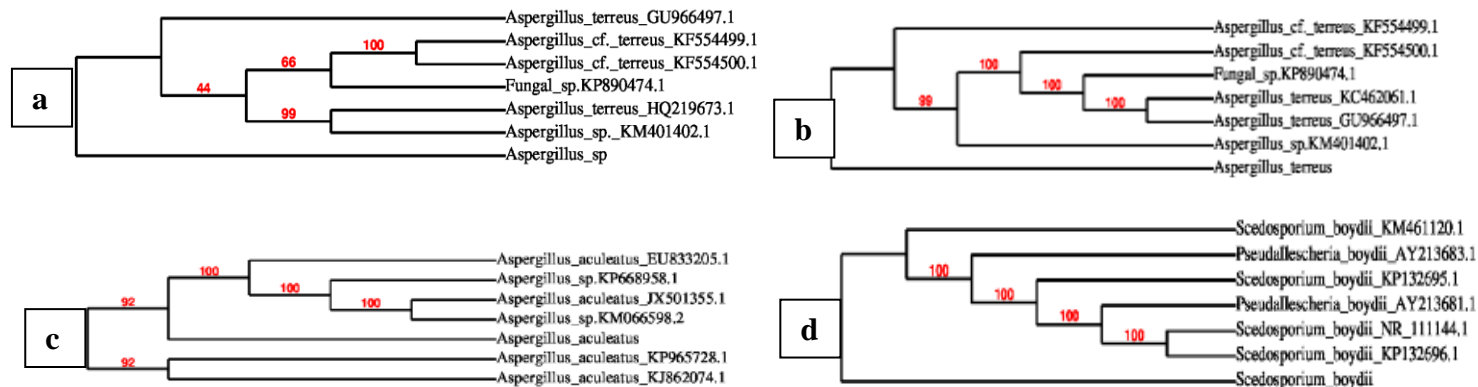 a
Aspergillus_terreus_GU966497.1
Aspergillus_cf._terreus_KF554499.1
100
Aspergillus_cf._terreus_KF554500.1
66
Fungal_sp.KP890474.1
44
Aspergillus_terreus_HQ219673.1
99
Aspergillus_sp._KM401402.1
Aspergillus_sp
b
Aspergillus_cf._terreus_KF554499.1
Aspergillus_cf._terreus_KF554500.1
100
Fungal_sp.KP890474.1
100
Aspergillus_terreus_KC462061.1
99
100
Aspergillus_terreus_GU966497.1
Aspergillus_sp.KM401402.1
Aspergillus_terreus
c
Aspergillus_aculeatus_EU833205.1
100
Aspergillus_sp.KP668958.1
100
Aspergillus_aculeatus_JX501355.1
92
100
Aspergillus_sp.KM066598.2
Aspergillus_aculeatus
Aspergillus_aculeatus_KP965728.1
92
Aspergillus_aculeatus_KJ862074.1
d
Scedosporium_boydii_KM461120.1
Pseudallescheria_boydii_AY213683.1
100
Scedosporium_boydii_KP132695.1
100
Pseudallescheria_boydii_AY213681.1
100
Scedosporium_boydii_NR_111144.1
100
Scedosporium_boydii_KP132696.1
Scedosporium_boydii